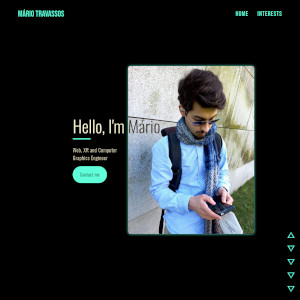 MÁRIO TRAVASSOS
HOME INTERESTS
Hello, I'm Mário
Web, XR and Computer
Graphics Engineer
Contact me